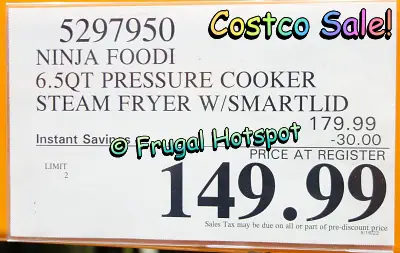 Costco Sale!
5297950
NINJA FOODI
6.5QT PRESSURE COOKER
STEAM FRYER W/SMARTLID
179.99
Instant Savings -30.00
© Frugal Hotspot
PRICE AT REGISTER
LIMIT
2
149.99
Sales Tax may be due on all or part of pre-discount price